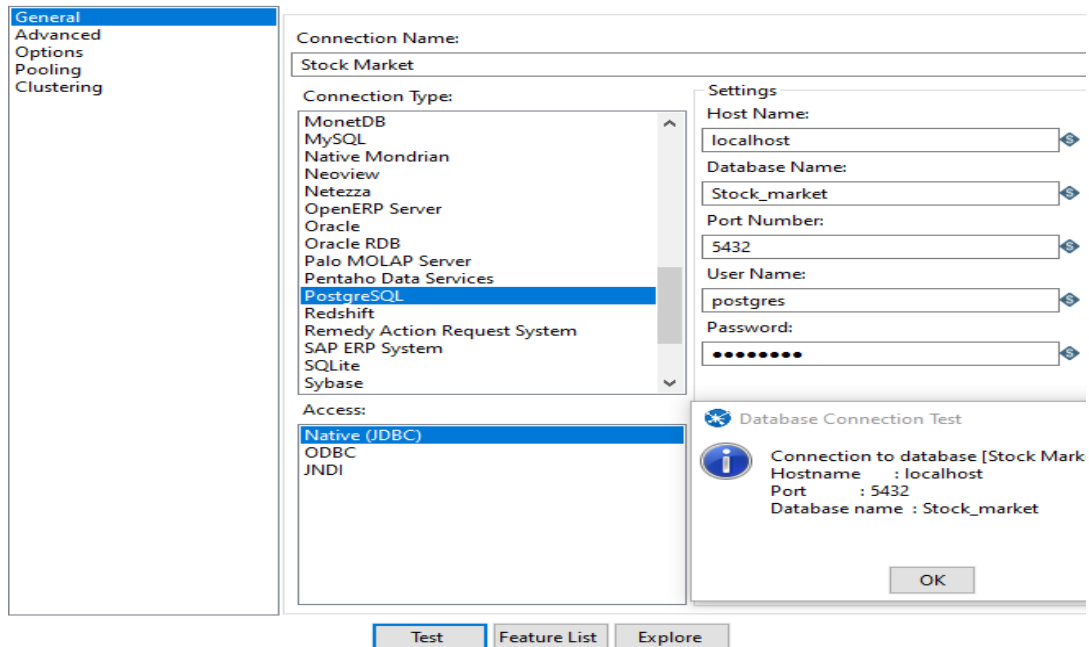 General
Advanced
Options
Pooling
Clustering
Connection Name:
Stock Market
Connection Type:
MonetDB
MySQL
Native Mondrian
Neoview
Netezza
OpenERP Server
Oracle
Oracle RDB
Palo MOLAP Server
Pentaho Data Services
PostgreSQL
Redshift
Remedy Action Request System
SAP ERP System
SQLite
Sybase
Access:
Native (JDBC)
ODBC
JNDI
Settings
Host Name:
localhost
Database Name:
Stock_market
Port Number:
5432
User Name:
postgres
Password:
●●●●●●●●
Database Connection Test
Connection to database [Stock Mark
Hostname : localhost
Port : 5432
Database name : Stock_market
OK
Test
Feature List
Explore